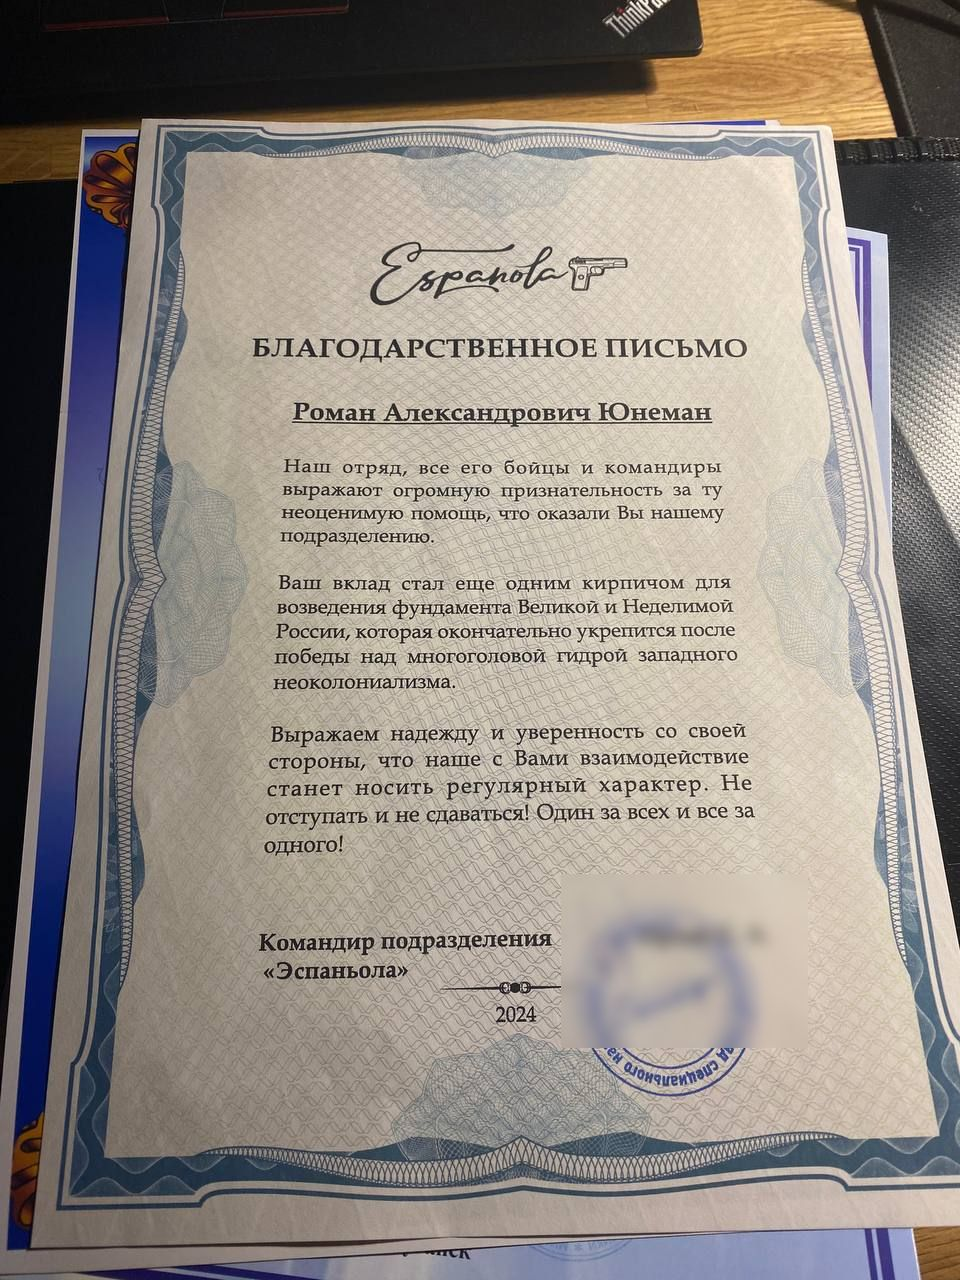 ThinkPad
Espanola
БЛАГОДАРСТВЕННОЕ ПИСЬМО
Роман Александрович Юнеман
Наш отряд, все его бойцы и командиры
выражают огромную признательность за ту
неоценимую помощь, что оказали Вы нашему
подразделению.
Ваш вклад стал еще одним кирпичом для
возведения фундамента Великой и Неделимой
России, которая окончательно укрепится после
победы над многоголовой гидрой западного
неоколониализма.
Выражаем надежду и уверенность со своей
стороны, что наше с Вами взаимодействие
станет носить регулярный характер. Не
отступать и не сдаваться! Один за всех и все за
одного!
Командир подразделения
«Эспаньола»
2024
специального